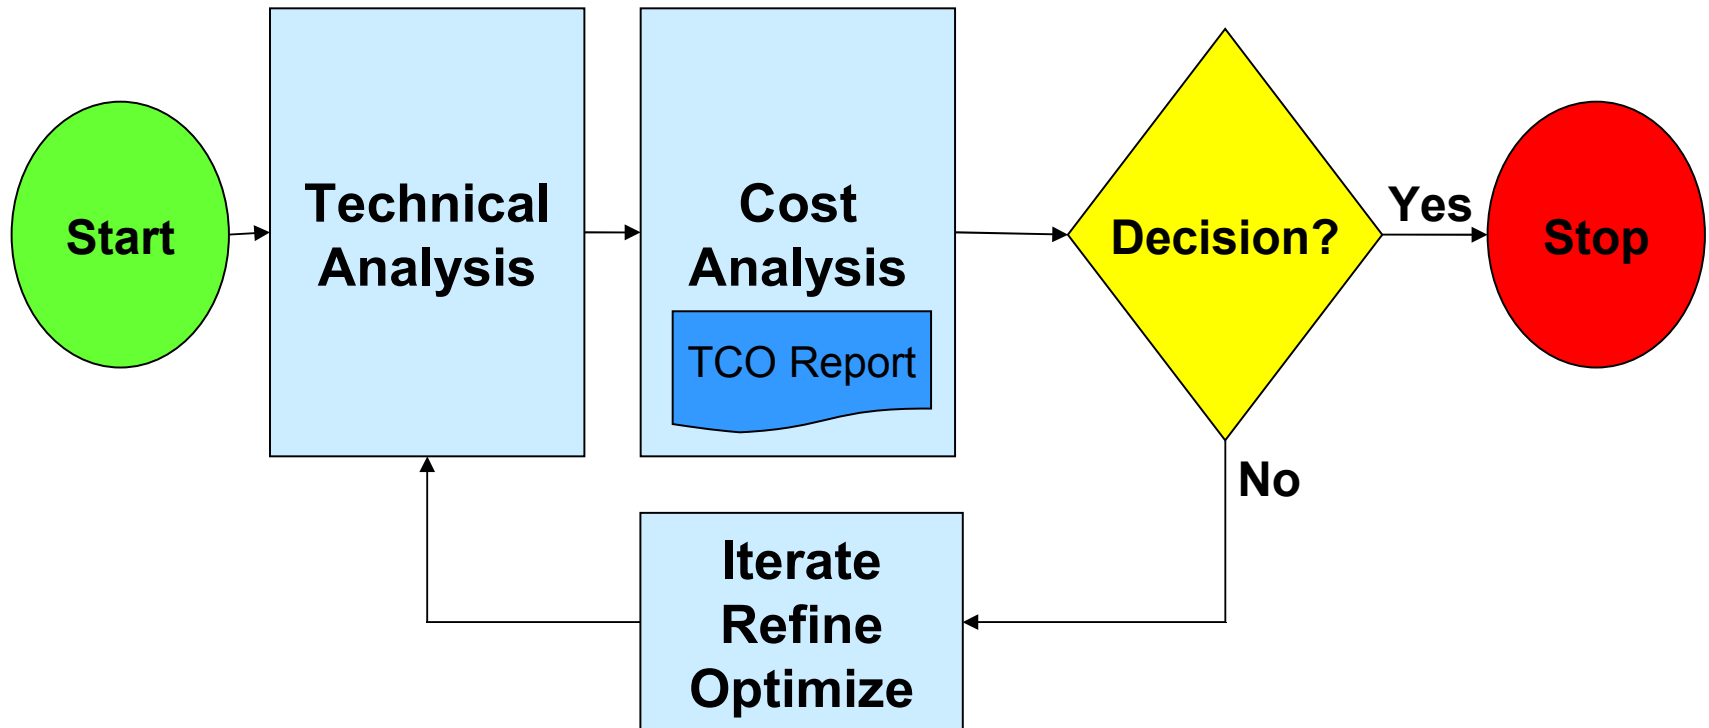 Start
Technical
Analysis
Cost
Analysis
TCO Report
Decision?
Yes
Stop
No
Iterate
Refine
Optimize